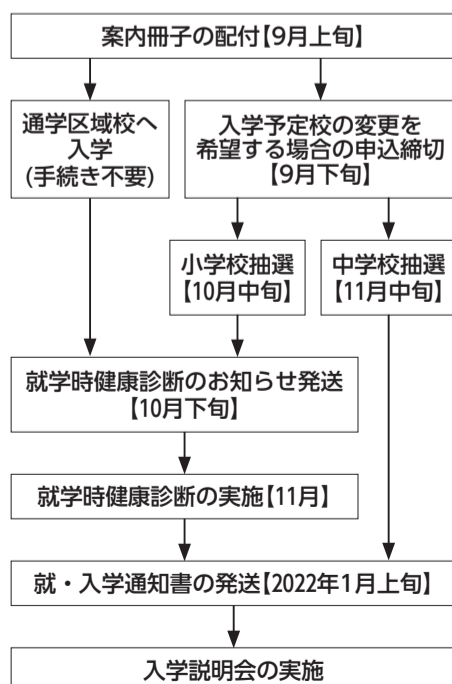 案内冊子の配付【9月上旬】
通学区域校へ
入学
(手続き不要)
入学予定校の変更を
希望する場合の申込締切
【9月下旬】
小学校抽選
【10月中旬】
中学校抽選
【11月中旬】
就学時健康診断のお知らせ発送
【10月下旬】
就学時健康診断の実施【11月】
就・入学通知書の発送【2022年1月上旬】
入学説明会の実施